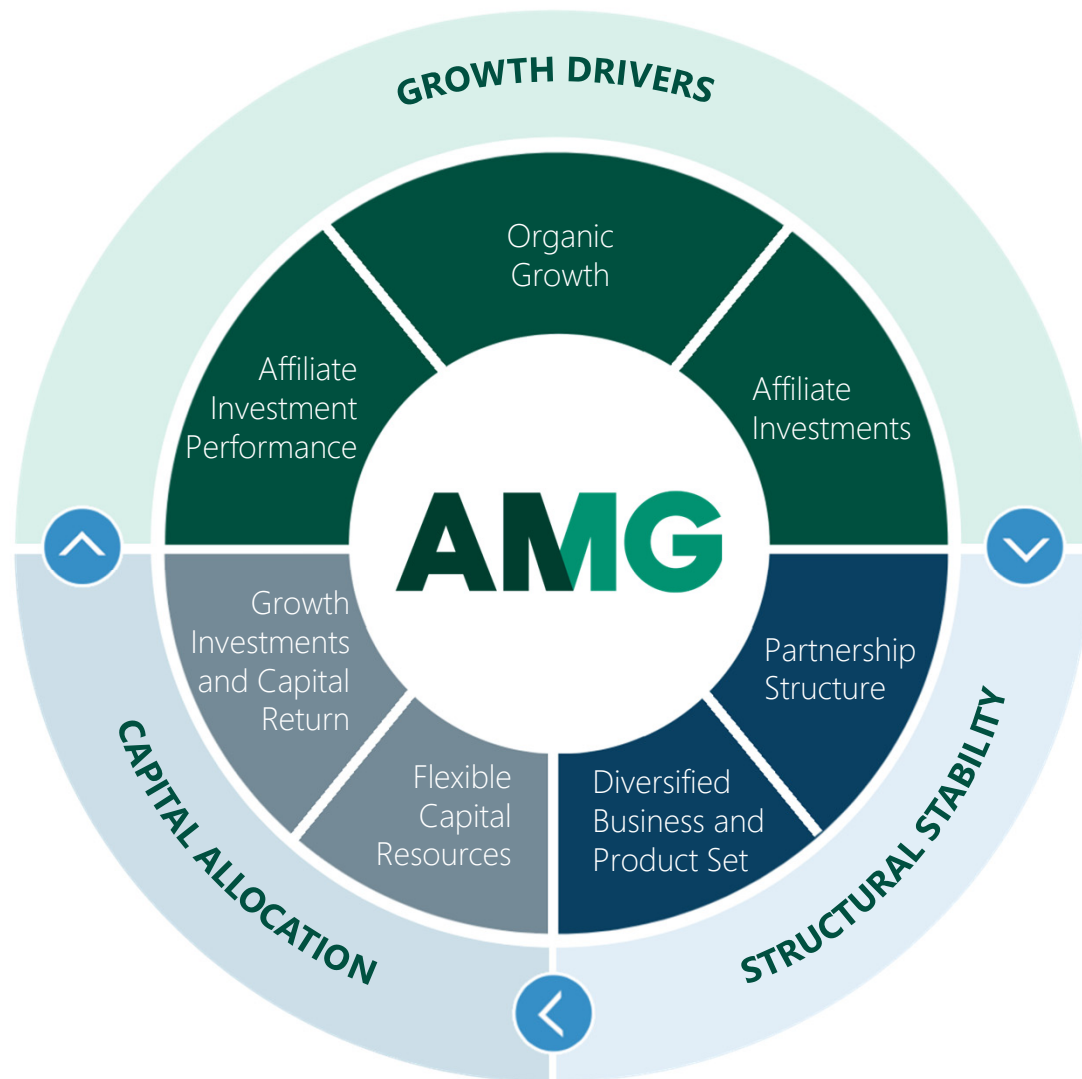 GROWTH DRIVERS
Organic
Growth
Affiliate
Investment
Performance
Affiliate
Investments
AMG
Growth
Investments
and Capital
Return
Partnership
Structure
Flexible
Capital
Resources
Diversified
Business and
Product Set
CAPITAL ALLOCATION
STRUCTURAL STABILITY